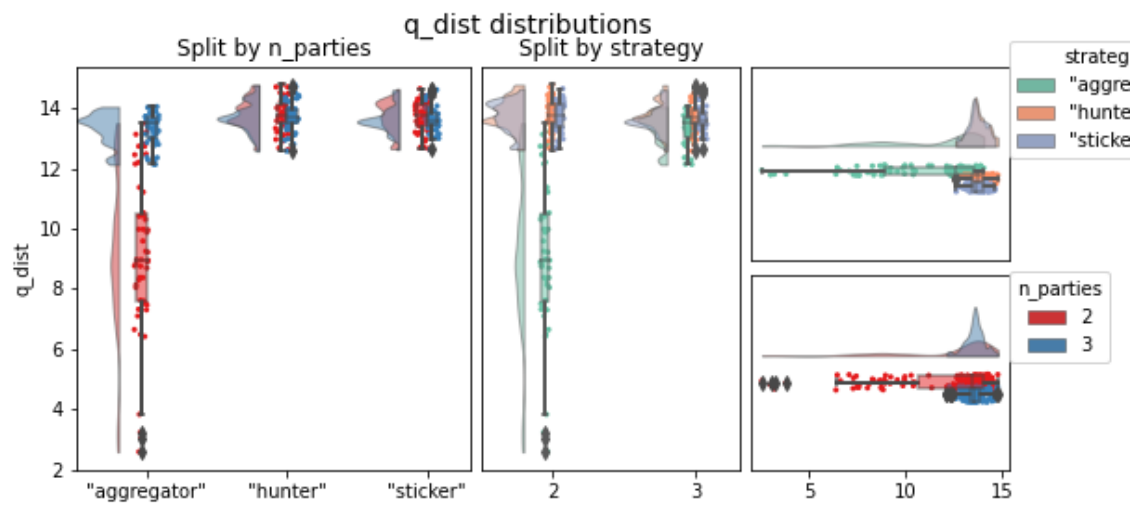 q_dist distributions
Split by n_parties
Split by strategy
q_dist
14
12
10
8
6
4
2
"aggregator"
"hunter"
"sticker"
2
3
strateg
"aggre
"hunte
"sticke
n_parties
2
3
5
10
15